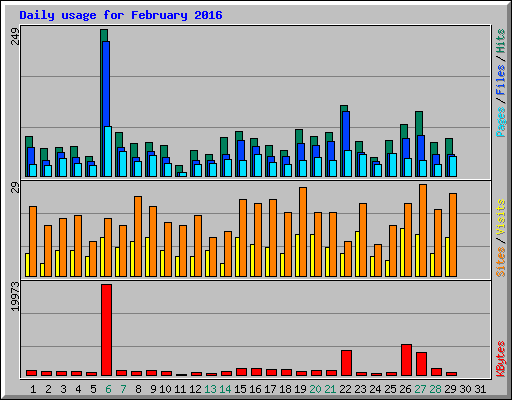 Daily usage for February 2016
249
Pages / Files / Hits
29
Sites / Visits
19973
KBytes
1 2 3 4 5 6 7 8 9 10 11 12 13 14 15 16 17 18 19 20 21 22 23 24 25 26 27 28 29 30 31